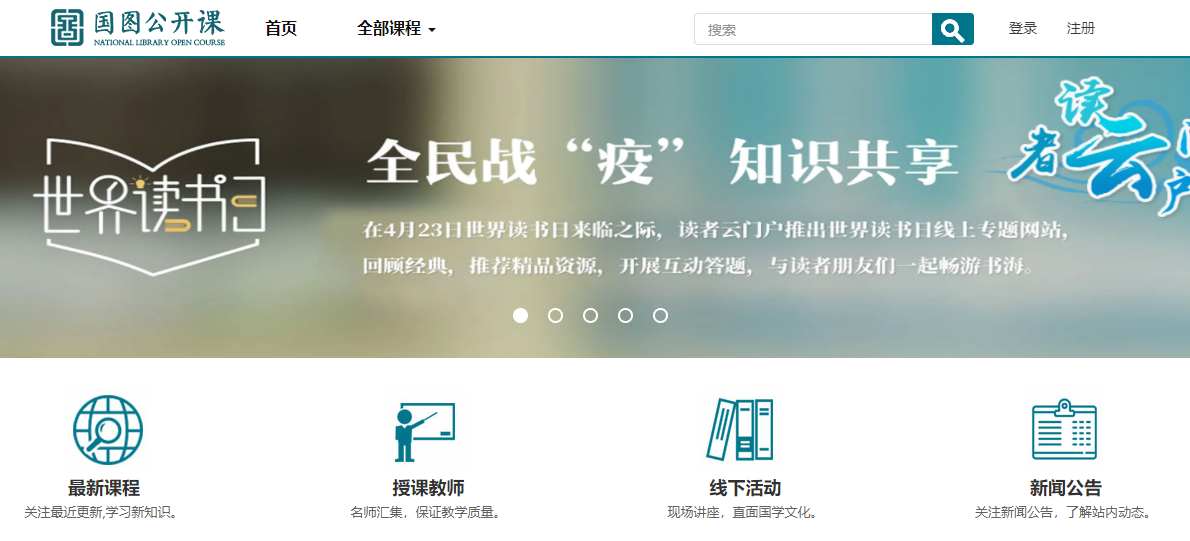 国图公开课
NATIONAL LIBRARY OPEN COURSE
首页
全部课程
搜索
登录
注册
世界读书日
全民战“疫” 知识共享
在4月23日世界读书日来临之际，读者云门户推出世界读书日线上专题网站，
回顾经典，推荐精品资源，开展互动答题，与读者朋友们一起畅游书海。
读者云
户
最新课程
关注最近更新,学习新知识。
授课教师
名师汇集，保证教学质量。
线下活动
现场讲座，直面国学文化。
新闻公告
关注新闻公告，了解站内动态。